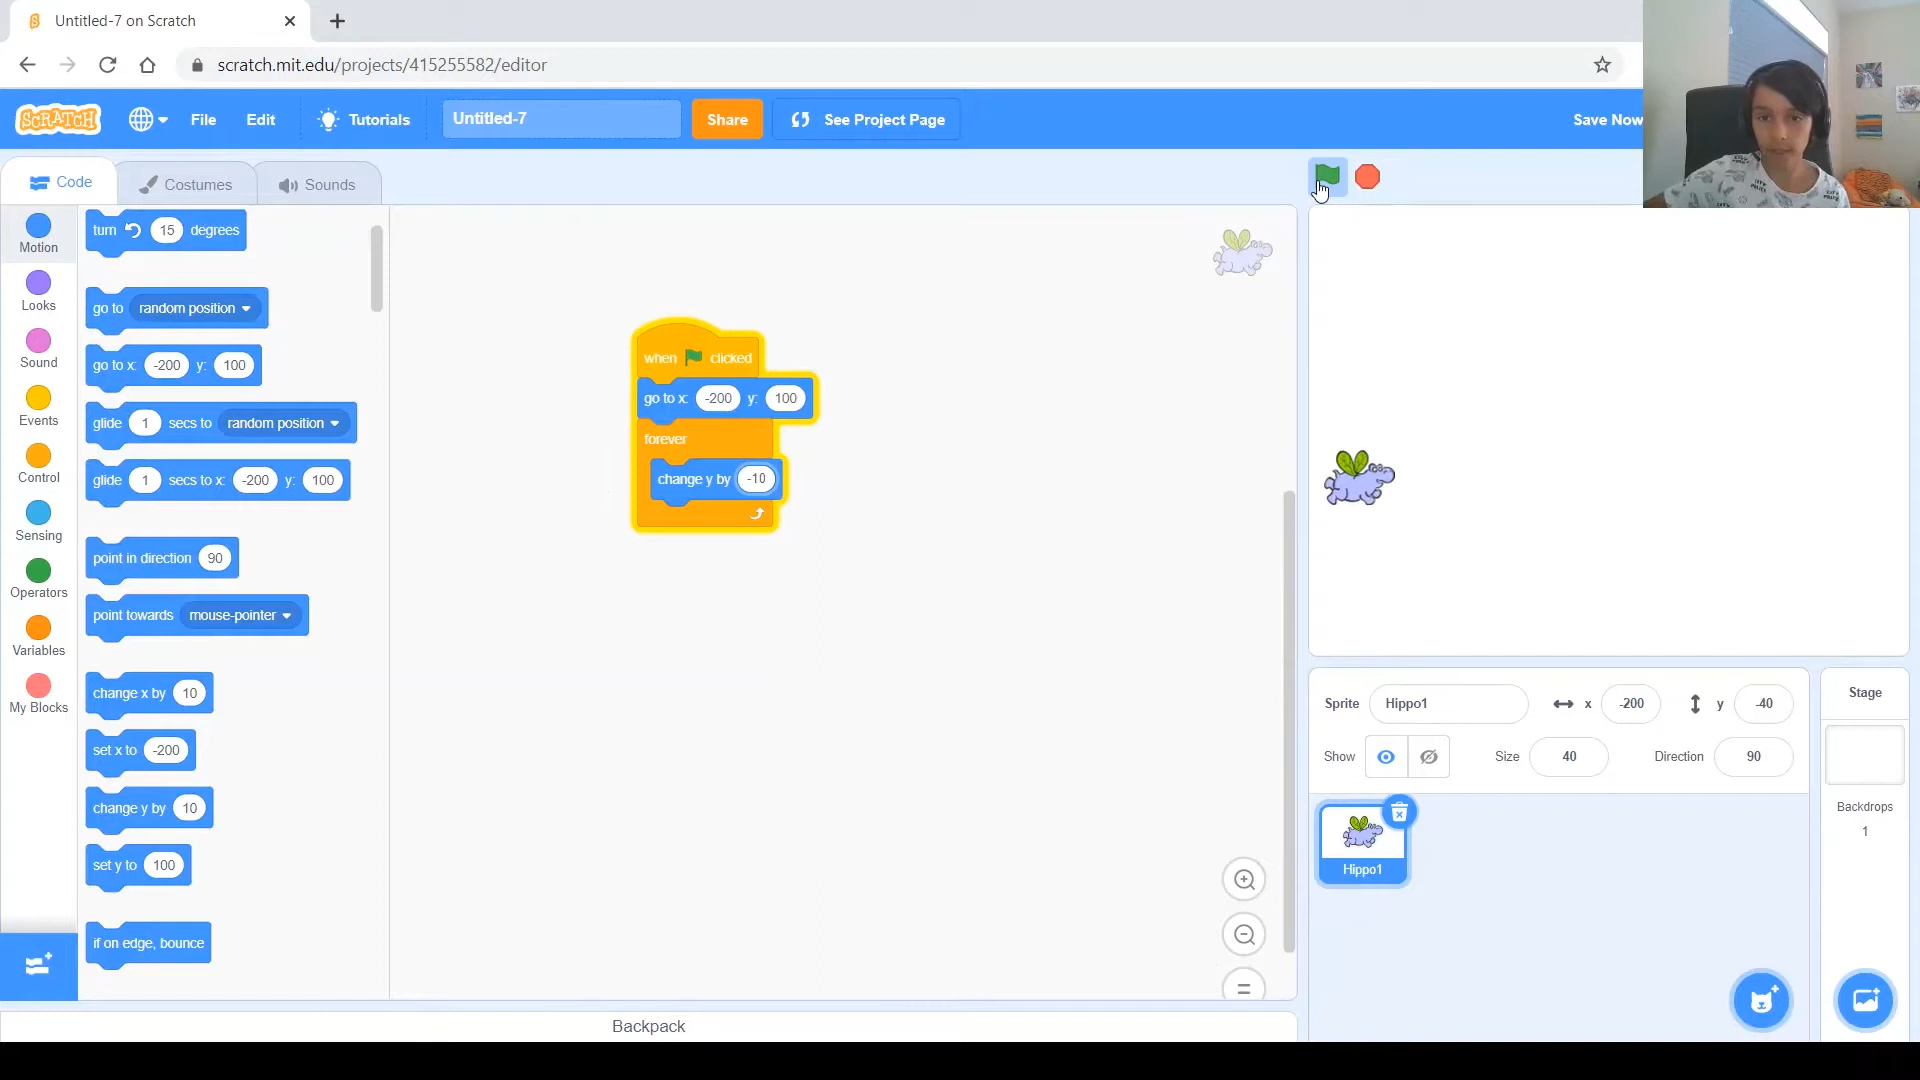 Untitled-7 on Scratch
scratch.mit.edu/projects/415255582/editor
SCRATCH
File
Edit
Tutorials
Untitled-7
Share
See Project Page
Save Now
Code
Costumes
Sounds
Motion
Looks
Sound
Events
Control
Sensing
Operators
Variables
My Blocks
turn 15 degrees
go to random position
go to x: -200 y: 100
glide 1 secs to random position
glide 1 secs to x: -200 y: 100
point in direction 90
point towards mouse-pointer
change x by 10
set x to -200
change y by 10
set y to 100
if on edge, bounce
when clicked
go to x: -200 y: 100
forever
change y by -10
Sprite Hippo1 x -200 y -40
Show Size 40 Direction 90
Hippo1
Stage
Backdrops
1
Backpack